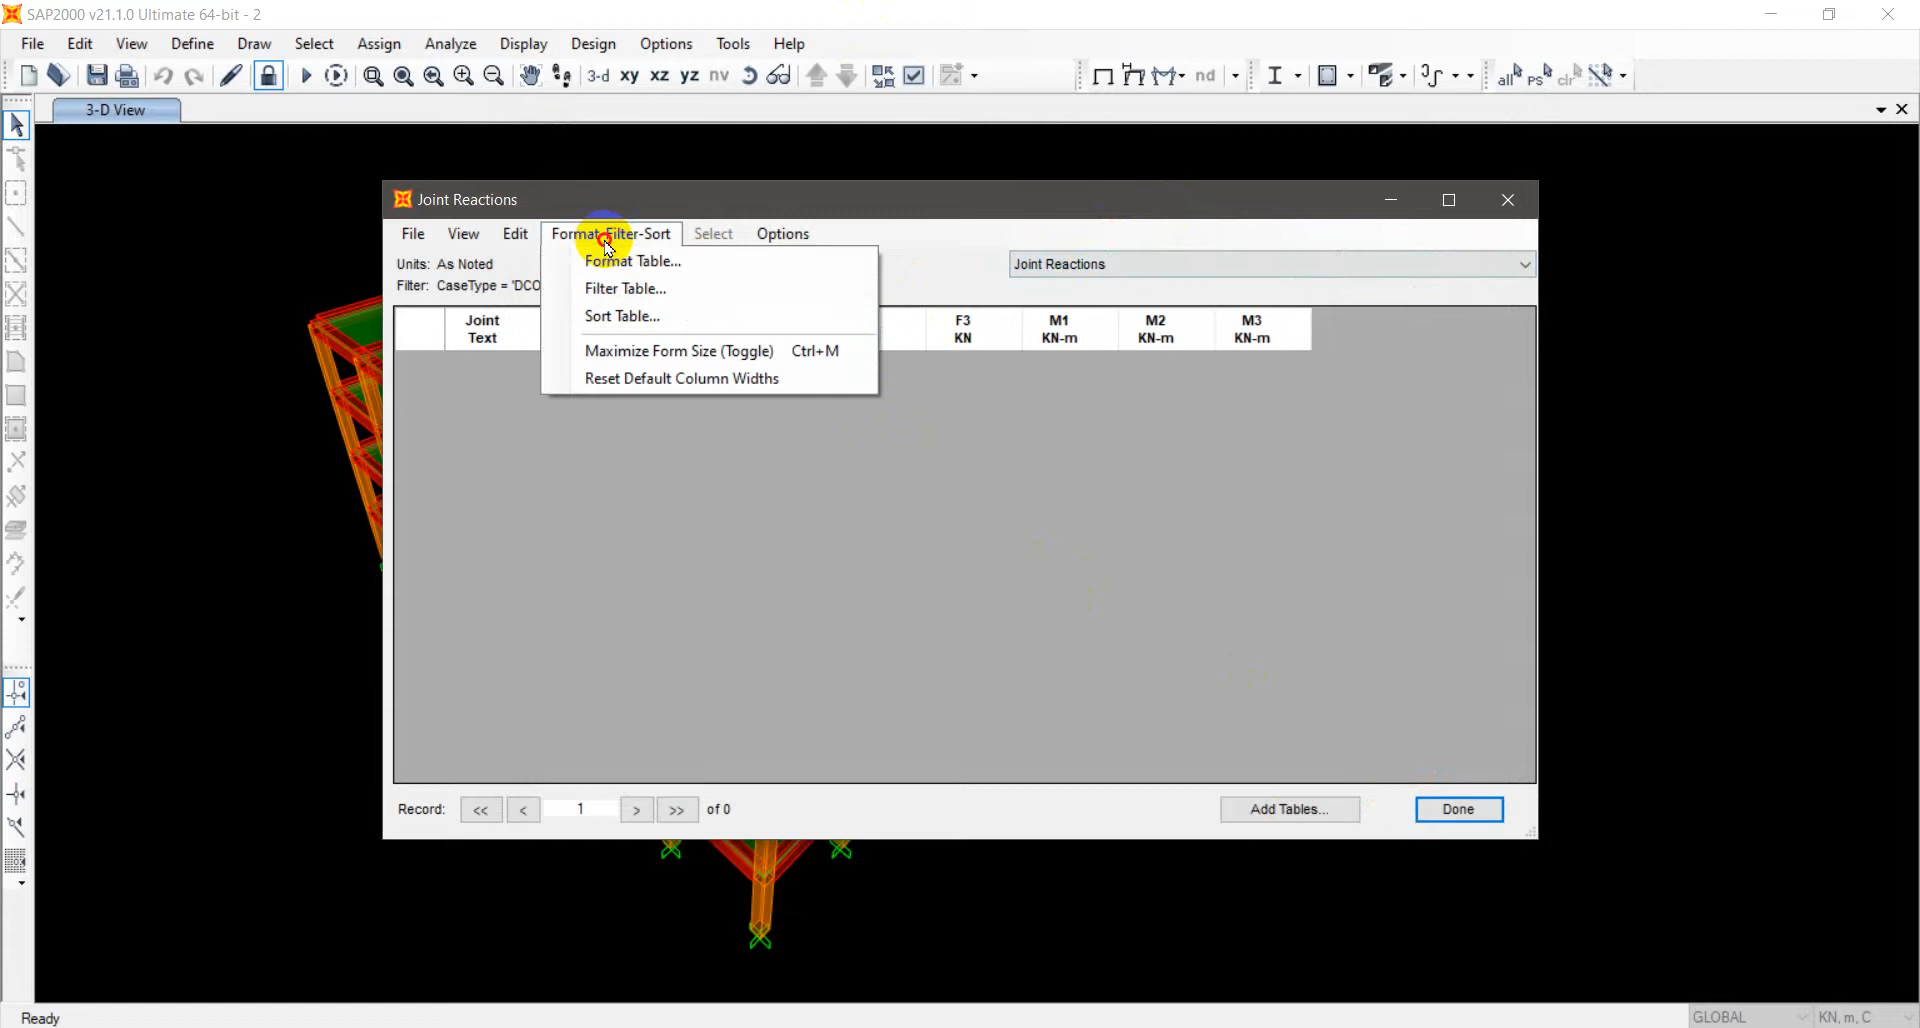 SAP2000 v21.1.0 Ultimate 64-bit - 2
File Edit View Define Draw Select Assign Analyze Display Design Options Tools Help
3-d xy xz yz nv nd all PS clr
3-D View
Joint Reactions
File View Edit Format-Filter-Sort Select Options
Units: As Noted
Joint Reactions
Filter: CaseType = 'DCO
Format Table...
Filter Table...
Sort Table...
Maximize Form Size (Toggle) Ctrl+M
Reset Default Column Widths
Joint F3 M1 M2 M3
Text KN KN-m KN-m KN-m
Record: << < 1 > >> of 0 Add Tables... Done
Ready GLOBAL KN, m, C